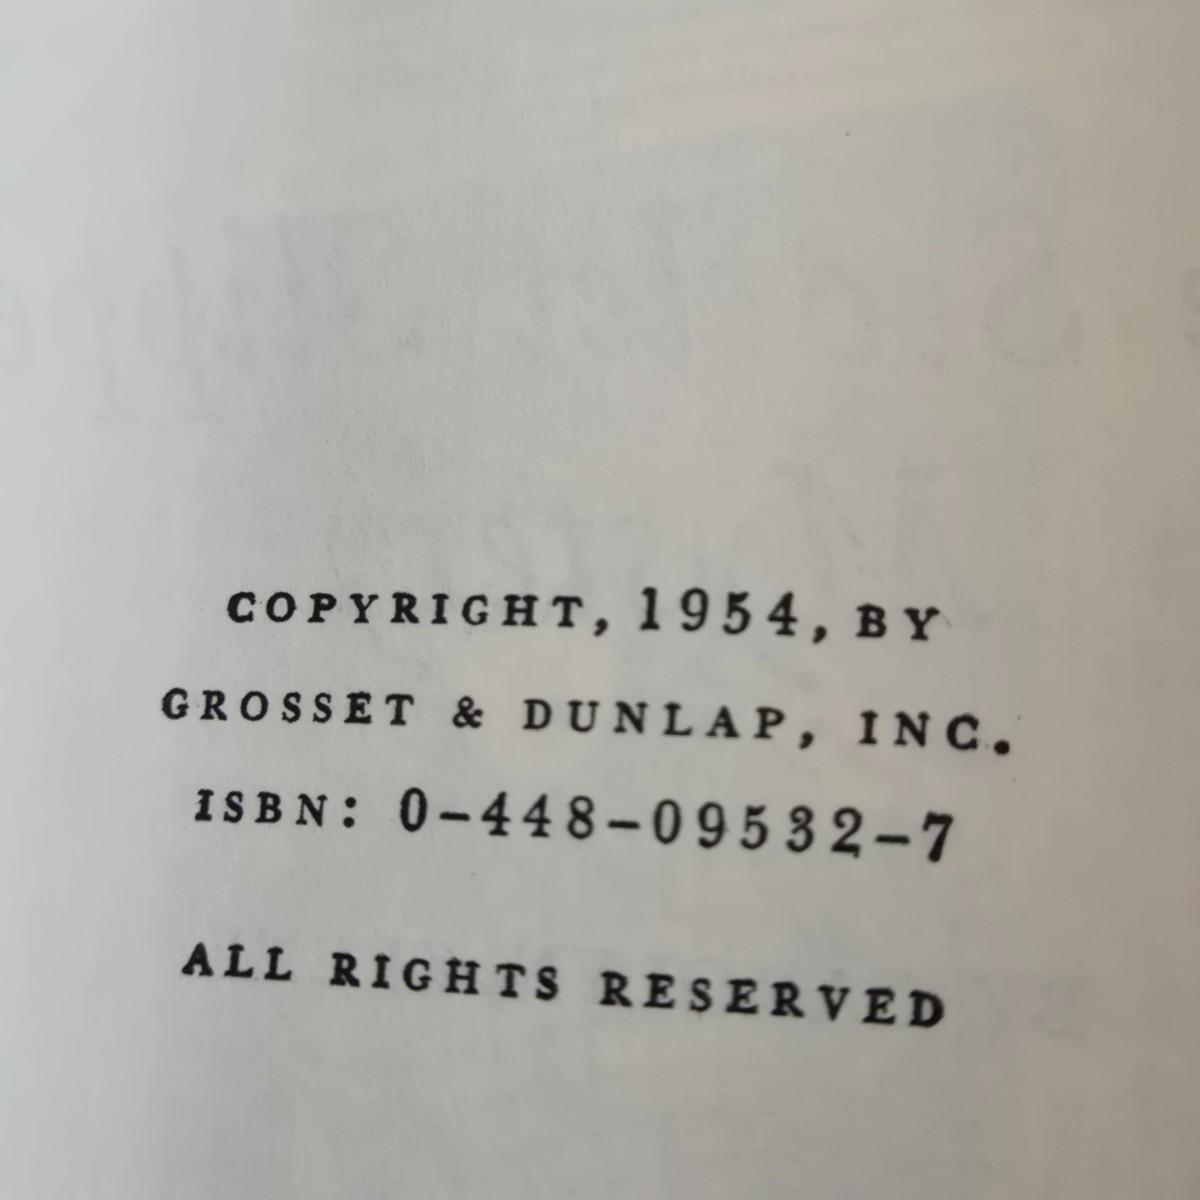 COPYRIGHT, 1954, BY
GROSSET & DUNLAP, INC.
ISBN: 0-448-09532-7
ALL RIGHTS RESERVED